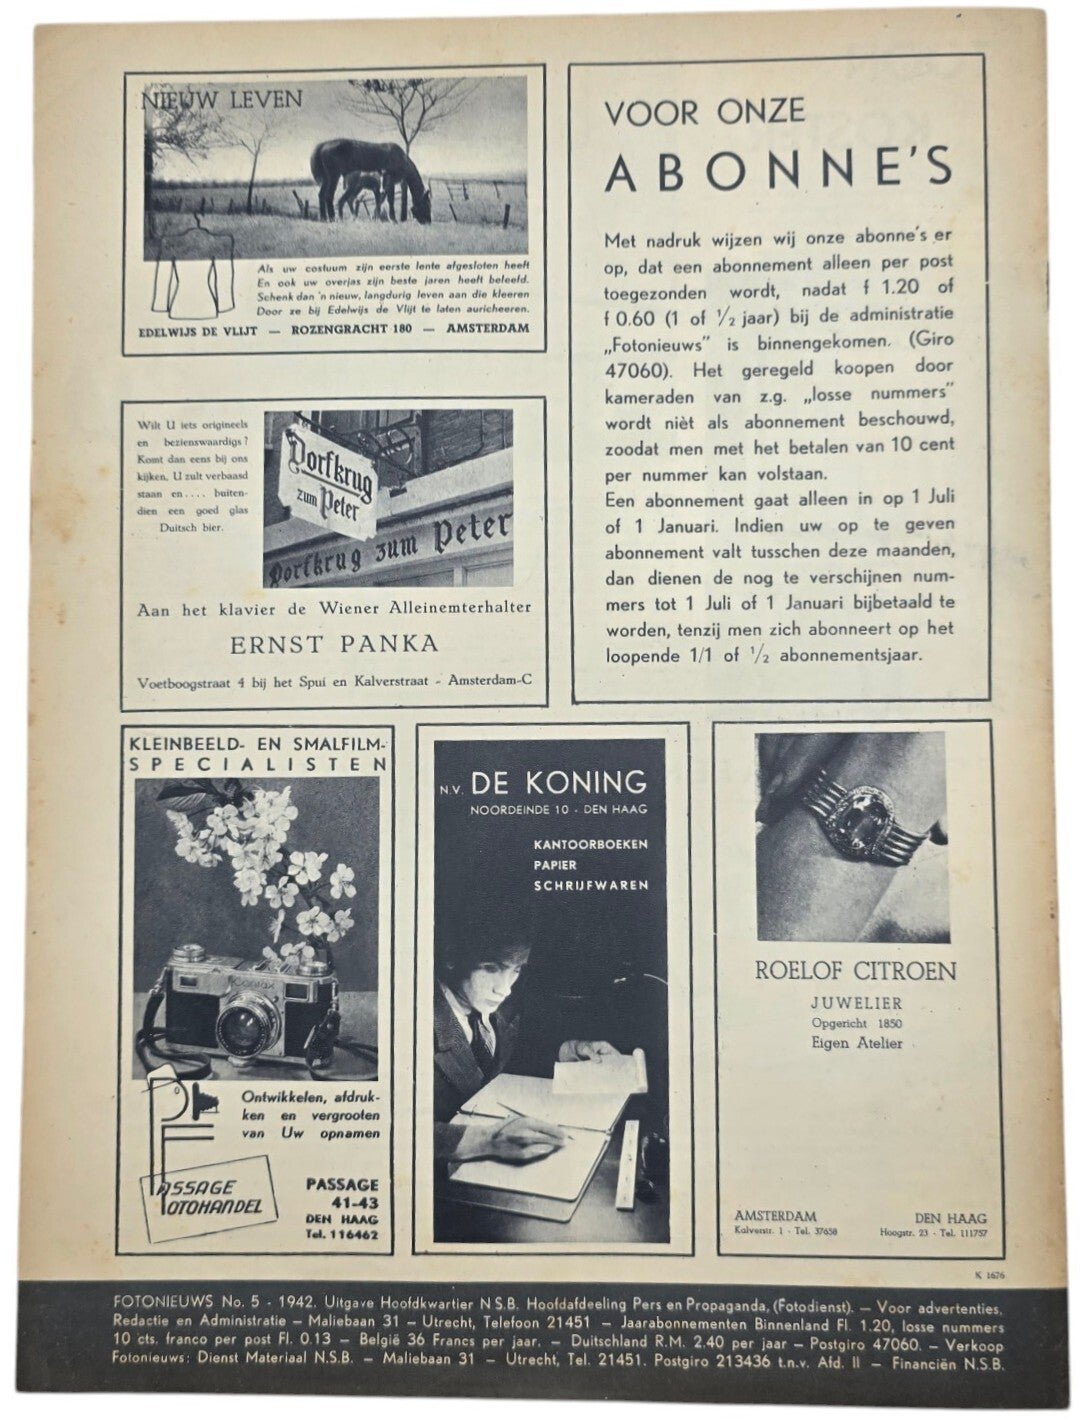 NIEUW LEVEN
Als uw costuum zijn eerste lente afgesloten heeft
En ook uw overjas zijn beste jaren heeft beleefd.
Schenk dan 'n nieuw, langdurig leven aan die kleeren
Door ze bij Edelwijs de Vlijt te laten auricheeren.
EDELWIJS DE VLIJT — ROZENGRACHT 180 — AMSTERDAM
VOOR ONZE
ABONNE'S
Met nadruk wijzen wij onze abonne's er
op, dat een abonnement alleen per post
toegezonden wordt, nadat f 1.20 of
f 0.60 (1 of 1/2 jaar) bij de administratie
„Fotonieuws" is binnengekomen. (Giro
47060). Het geregeld koopen door
kameraden van z.g. „losse nummers"
wordt nièt als abonnement beschouwd,
zoodat men met het betalen van 10 cent
per nummer kan volstaan.
Een abonnement gaat alleen in op 1 Juli
of 1 Januari. Indien uw op te geven
abonnement valt tusschen deze maanden,
dan dienen de nog te verschijnen num-
mers tot 1 Juli of 1 Januari bijbetaald te
worden, tenzij men zich abonneert op het
loopende 1/1 of 1/2 abonnementsjaar.
Wilt U iets origineels
en bezienswaardigs?
Komt dan eens bij ons
kijken. U zult verbaasd
staan en.... buiten-
dien een goed glas
Duitsch bier.
Dorfkrug
zum Peter
Dorfkrug zum Peter
Aan het klavier de Wiener Alleinemterhalter
ERNST PANKA
Voetboogstraat 4 bij het Spui en Kalverstraat - Amsterdam-C
KLEINBEELD- EN SMALFILM-
SPECIALISTEN
Contax
Ontwikkelen, afdruk-
ken en vergrooten
van Uw opnamen
PF
PASSAGE
FOTOHANDEL
PASSAGE
41-43
DEN HAAG
Tel. 116462
N.V. DE KONING
NOORDEINDE 10 - DEN HAAG
KANTOORBOEKEN
PAPIER
SCHRIJFWAREN
ROELOF CITROEN
JUWELIER
Opgericht 1850
Eigen Atelier
AMSTERDAM
Kalverstr. 1 - Tel. 37658
DEN HAAG
Hoogstr. 23 - Tel. 111757
K 1676
FOTONIEUWS No. 5 - 1942. Uitgave Hoofdkwartier N.S.B. Hoofdafdeeling Pers en Propaganda, (Fotodienst). — Voor advertenties,
Redactie en Administratie — Maliebaan 31 — Utrecht, Telefoon 21451 — Jaarabonnementen Binnenland Fl. 1.20, losse nummers
10 cts. franco per post Fl. 0.13 — België 36 Francs per jaar. — Duitschland R.M. 2.40 per jaar — Postgiro 47060. — Verkoop
Fotonieuws: Dienst Materiaal N.S.B. — Maliebaan 31 — Utrecht, Tel. 21451. Postgiro 213436 t.n.v. Afd. II — Financiën N.S.B.